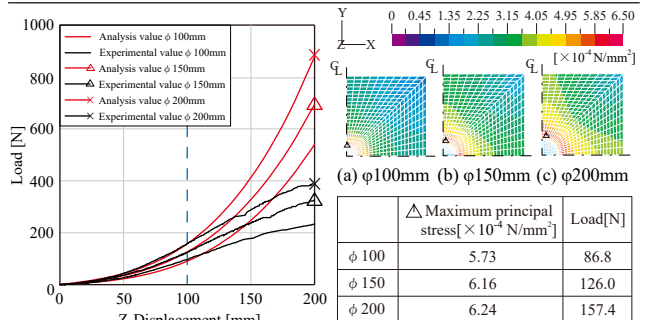 1000
800
600
400
200
0
Load [N]
0
50
100
150
200
Z-Displacement [mm]
Analysis value φ 100mm
Experimental value φ 100mm
Analysis value φ 150mm
Experimental value φ 150mm
Analysis value φ 200mm
Experimental value φ 200mm
Y
Z X
0 0.45 1.35 2.25 3.15 4.05 4.95 5.85 6.50
[×10⁻⁴ N/mm²]
℄ ℄ ℄
(a) φ100mm (b) φ150mm (c) φ200mm
Maximum principal
stress[×10⁻⁴ N/mm²]
Load[N]
φ 100 5.73 86.8
φ 150 6.16 126.0
φ 200 6.24 157.4